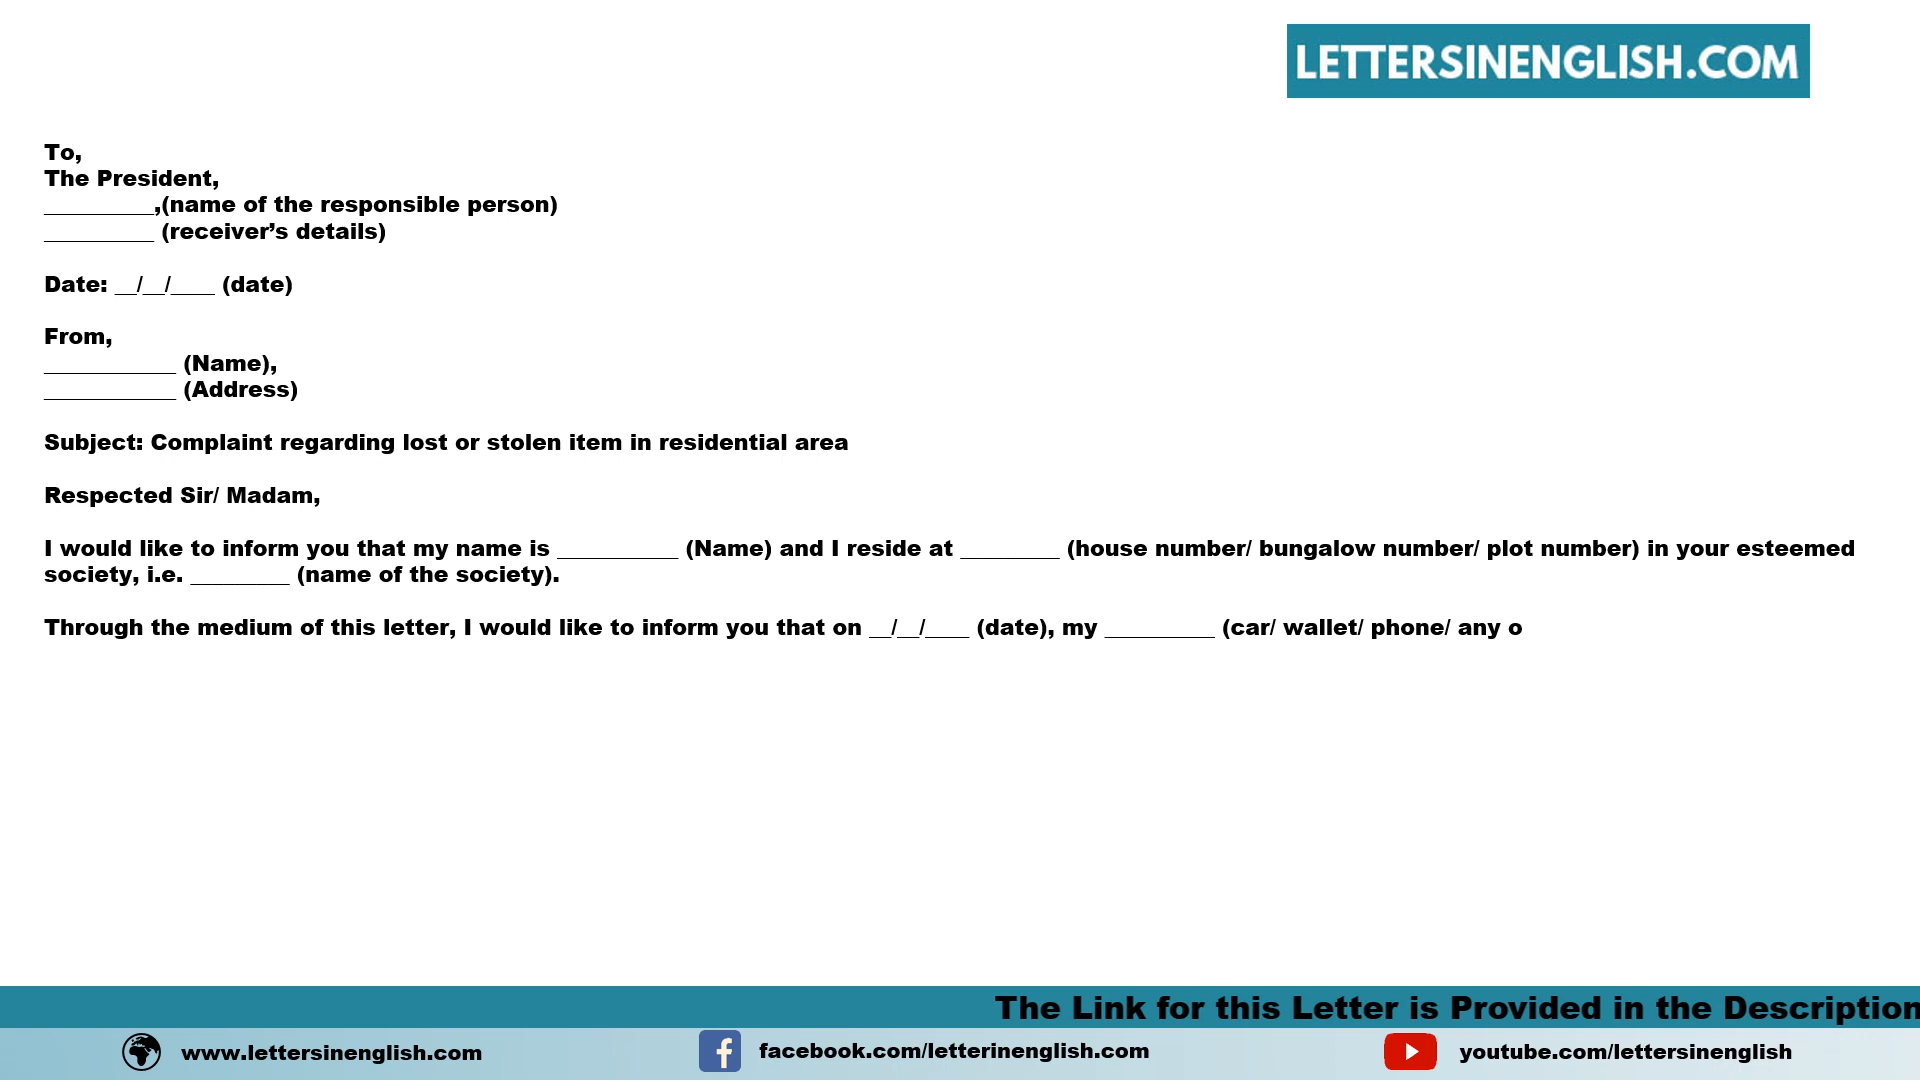 LETTERSINENGLISH.COM
To,
The President,
__________,(name of the responsible person)
__________ (receiver’s details)
Date: __/__/____ (date)
From,
____________ (Name),
____________ (Address)
Subject: Complaint regarding lost or stolen item in residential area
Respected Sir/ Madam,
I would like to inform you that my name is ___________ (Name) and I reside at _________ (house number/ bungalow number/ plot number) in your esteemed
society, i.e. _________ (name of the society).
Through the medium of this letter, I would like to inform you that on __/__/____ (date), my __________ (car/ wallet/ phone/ any o
The Link for this Letter is Provided in the Description
www.lettersinenglish.com
facebook.com/letterinenglish.com
youtube.com/lettersinenglish